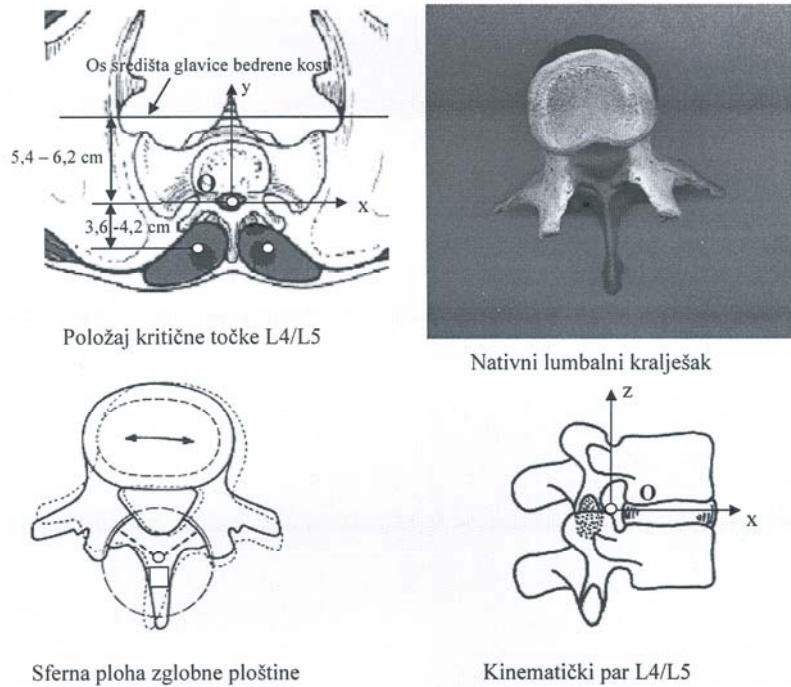 Os središta glavice bedrene kosti
y
5,4 – 6,2 cm
O
x
3,6 -4,2 cm
Položaj kritične točke L4/L5
Nativni lumbalni kralješak
z
O
x
Sferna ploha zglobne ploštine
Kinematički par L4/L5